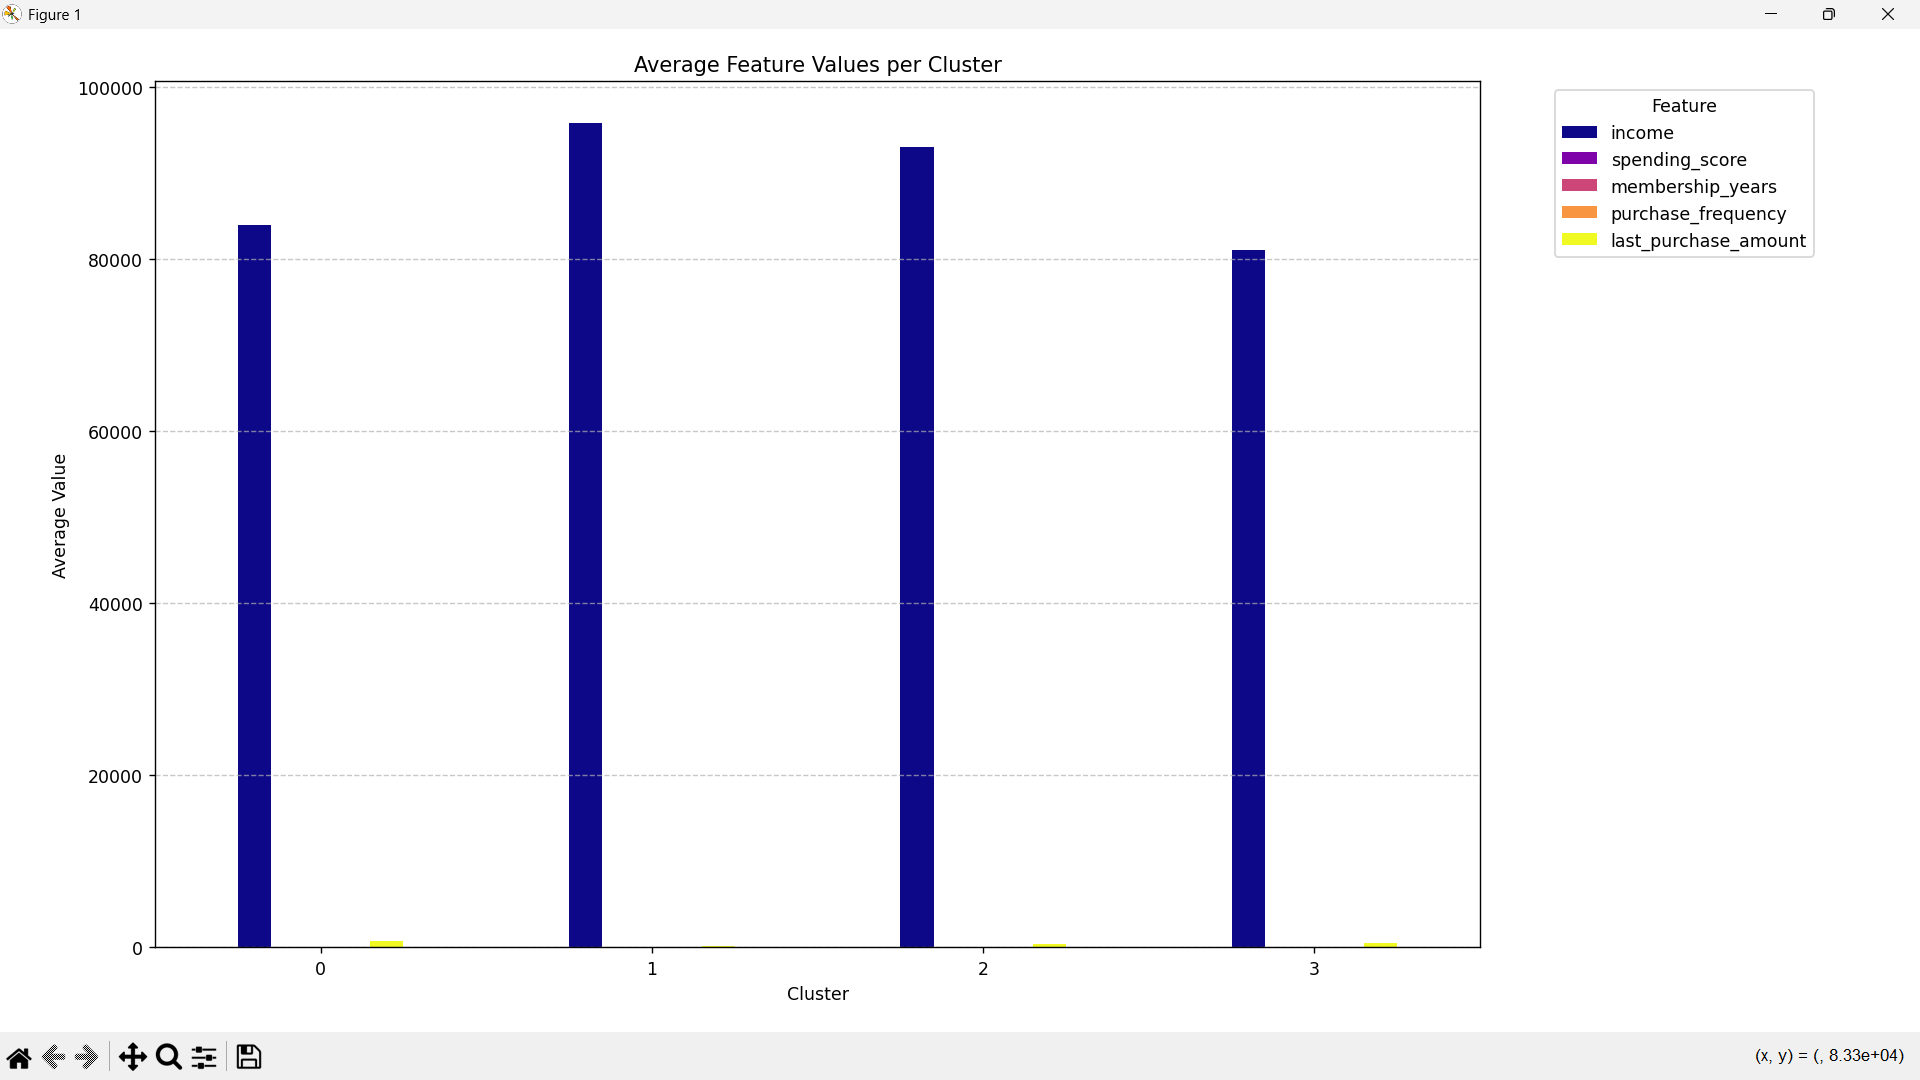 Figure 1
Average Feature Values per Cluster
100000
80000
60000
40000
20000
0
Average Value
0 1 2 3
Cluster
Feature
income
spending_score
membership_years
purchase_frequency
last_purchase_amount
(x, y) = (, 8.33e+04)